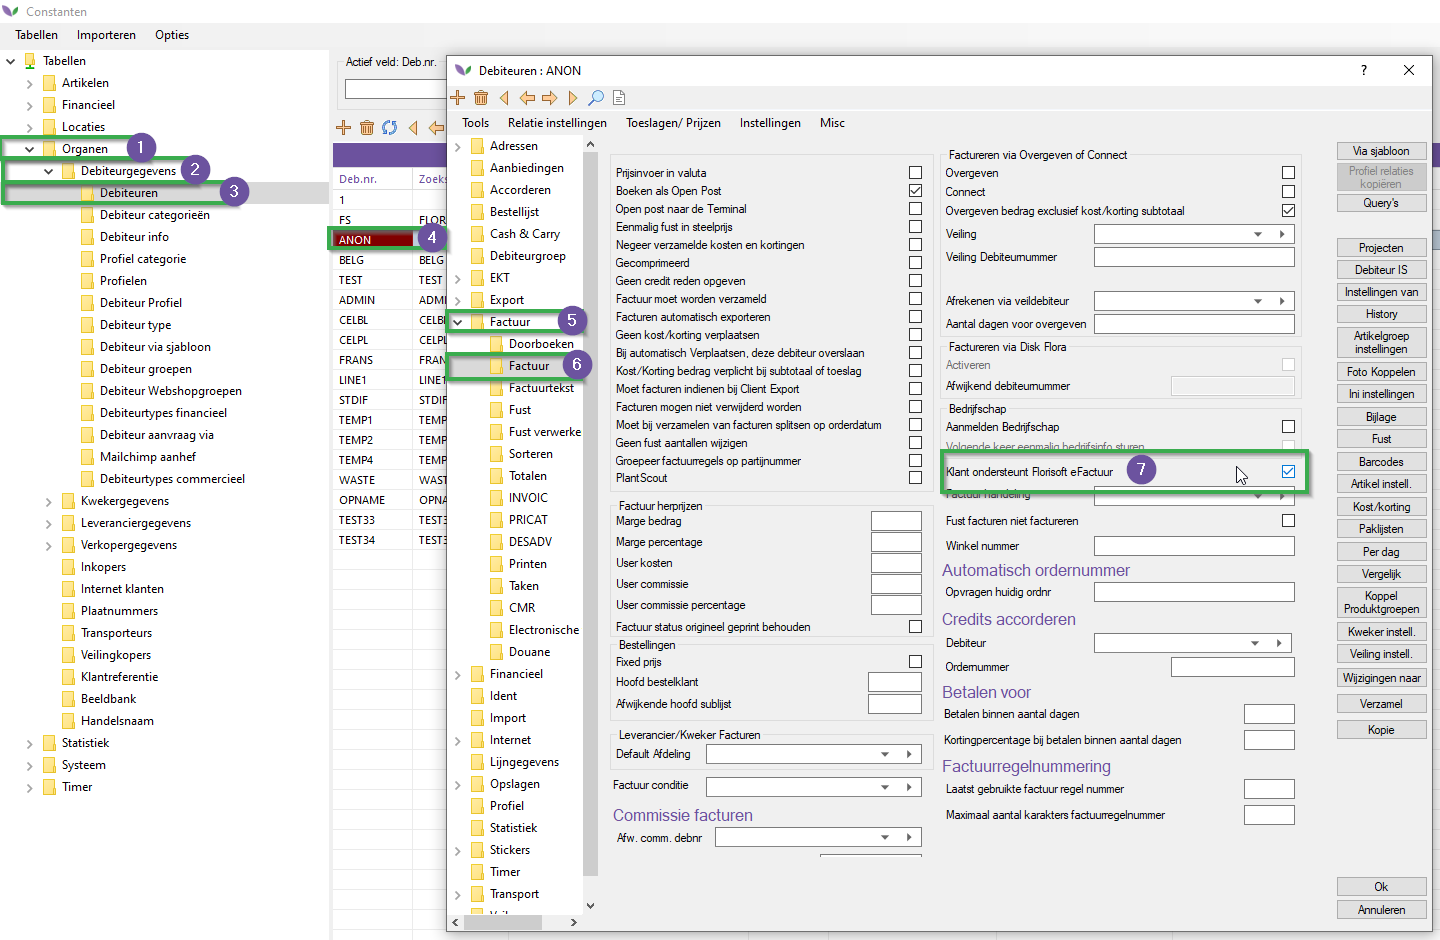 Constanten
Tabellen Importeren Opties
Tabellen
Artikelen
Financieel
Locaties
Organen 1
Debiteurgegevens 2
Debiteuren 3
Debiteur categorieën
Debiteur info
Profiel categorie
Profielen
Debiteur Profiel
Debiteur type
Debiteur via sjabloon
Debiteur groepen
Debiteur Webshopgroepen
Debiteurtypes financieel
Debiteur aanvraag via
Mailchimp aanhef
Debiteurtypes commercieel
Kwekergegevens
Leveranciergegevens
Verkopergegevens
Inkopers
Internet klanten
Plaatnummers
Transporteurs
Veilingkopers
Klantreferentie
Beeldbank
Handelsnaam
Statistiek
Systeem
Timer
Actief veld: Deb.nr.
Deb.nr. Zoeks
1
FS FLOR
ANON 4
BELG BELG
TEST TEST
ADMIN ADMI
CELBL CELB
CELPL CELPL
FRANS FRAN
LINE1 LINE
STDIF STDIF
TEMP1 TEMP
TEMP2 TEMP
TEMP4 TEMP
WASTE WAST
OPNAME OPNA
TEST33 TEST3
TEST34 TEST3
Debiteuren : ANON ?
Tools Relatie instellingen Toeslagen/ Prijzen Instellingen Misc
Adressen
Aanbiedingen
Accorderen
Bestellijst
Cash & Carry
Debiteurgroep
EKT
Export
Factuur 5
Doorboeken
Factuur 6
Factuurtekst
Fust
Fust verwerke
Sorteren
Totalen
INVOIC
PRICAT
DESADV
Printen
Taken
CMR
Electronische
Douane
Financieel
Ident
Import
Internet
Lijngegevens
Opslagen
Profiel
Statistiek
Stickers
Timer
Transport
Prijsinvoer in valuta
Boeken als Open Post
Open post naar de Terminal
Eenmalig fust in steelprijs
Negeer verzamelde kosten en kortingen
Gecomprimeerd
Geen credit reden opgeven
Factuur moet worden verzameld
Facturen automatisch exporteren
Geen kost/korting verplaatsen
Bij automatisch Verplaatsen, deze debiteur overslaan
Kost/Korting bedrag verplicht bij subtotaal of toeslag
Moet facturen indienen bij Client Export
Facturen mogen niet verwijderd worden
Moet bij verzamelen van facturen splitsen op orderdatum
Geen fust aantallen wijzigen
Groepeer factuurregels op partijnummer
PlantScout
Factuur herprijzen
Marge bedrag
Marge percentage
User kosten
User commissie
User commissie percentage
Factuur status origineel geprint behouden
Bestellingen
Fixed prijs
Hoofd bestelklant
Afwijkende hoofd sublijst
Leverancier/Kweker Facturen
Default Afdeling
Factuur conditie
Commissie facturen
Afw. comm. debnr
Factureren via Overgeven of Connect
Overgeven
Connect
Overgeven bedrag exclusief kost/korting subtotaal
Veiling
Veiling Debiteurnummer
Afrekenen via veildebiteur
Aantal dagen voor overgeven
Factureren via Disk Flora
Activeren
Afwijkend debiteurnummer
Bedrijfschap
Aanmelden Bedrijfschap
Volgende keer eenmalig bedrijfsinfo sturen
Klant ondersteunt Florisoft eFactuur 7
Factuur handeling
Fust facturen niet factureren
Winkel nummer
Automatisch ordernummer
Opvragen huidig ordnr
Credits accorderen
Debiteur
Ordernummer
Betalen voor
Betalen binnen aantal dagen
Kortingpercentage bij betalen binnen aantal dagen
Factuurregelnummering
Laatst gebruikte factuur regel nummer
Maximaal aantal karakters factuurregelnummer
Via sjabloon
Profiel relaties
kopiëren
Query's
Projecten
Debiteur IS
Instellingen van
History
Artikelgroep
instellingen
Foto Koppelen
Ini instellingen
Bijlage
Fust
Barcodes
Artikel instell.
Kost/korting
Paklijsten
Per dag
Vergelijk
Koppel
Produktgroepen
Kweker instell.
Veiling instell.
Wijzigingen naar
Verzamel
Kopie
Ok
Annuleren